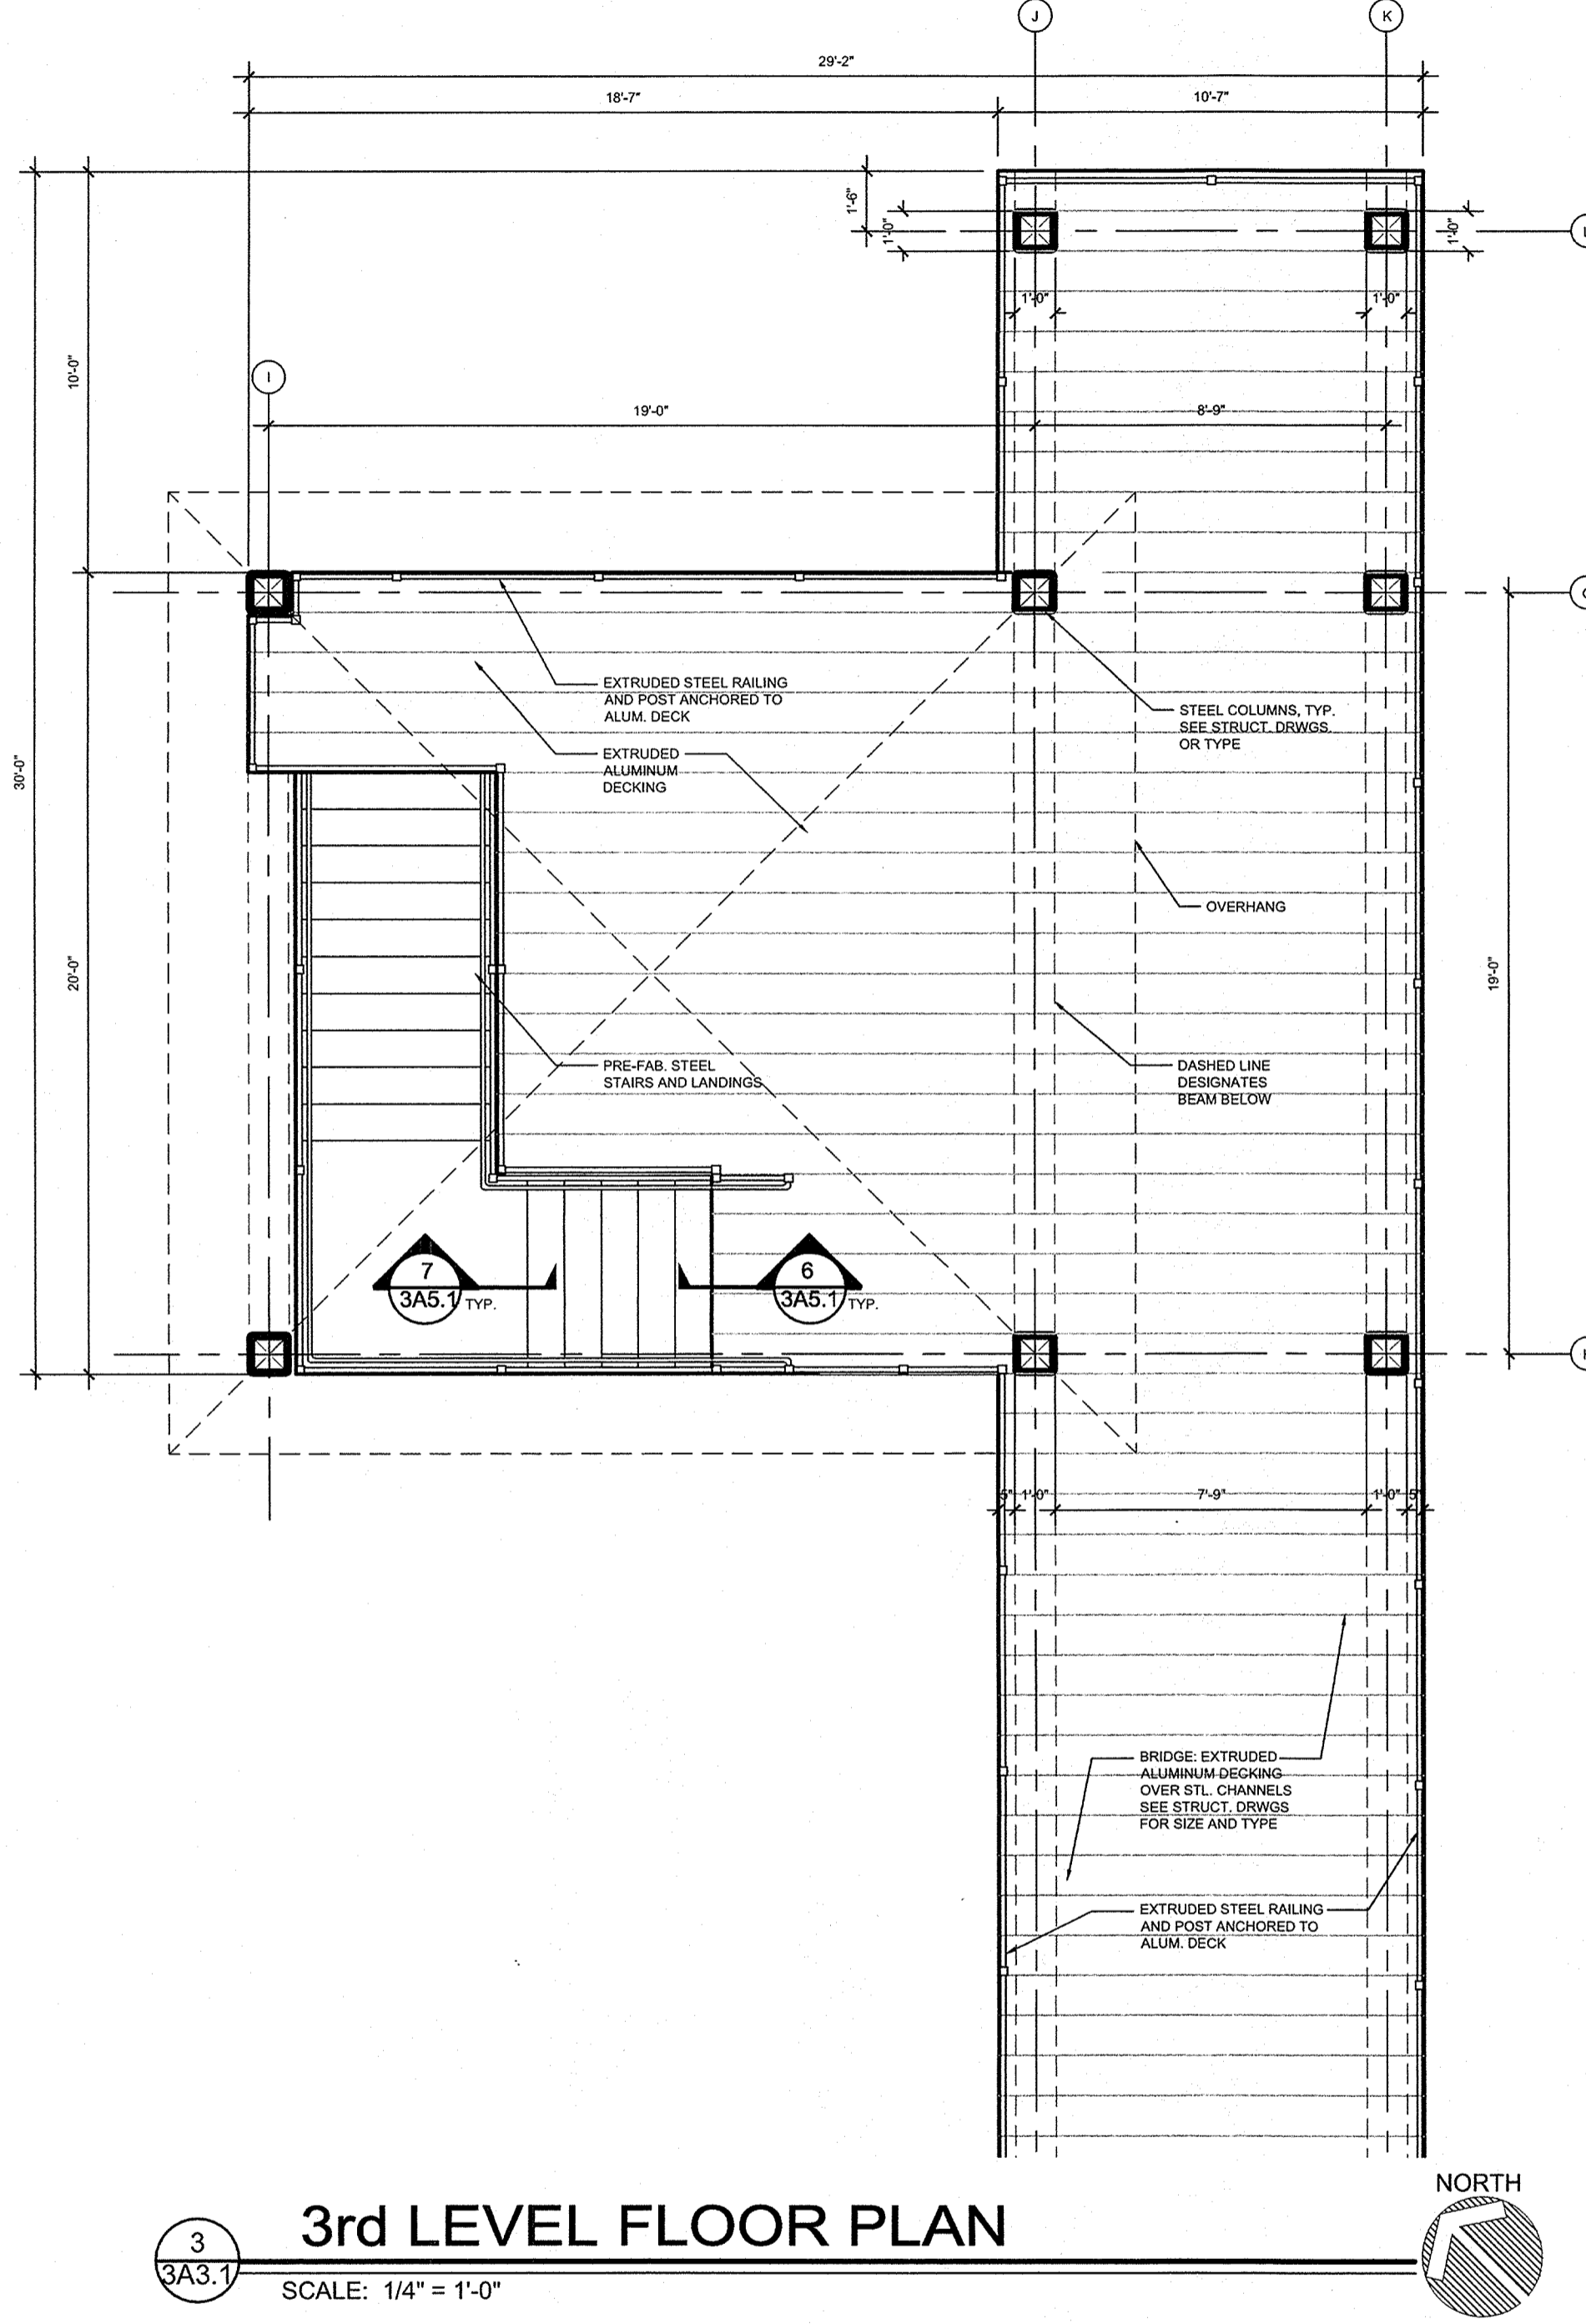 J
K
29'-2"
18'-7"
10'-7"
1'-6"
1'-0"
1'-0"
1'-0"
1'-0"
10'-0"
I
19'-0"
8'-9"
EXTRUDED STEEL RAILING
AND POST ANCHORED TO
ALUM. DECK
STEEL COLUMNS, TYP.
SEE STRUCT. DRWGS.
OR TYPE
EXTRUDED
ALUMINUM
DECKING
30'-0"
20'-0"
OVERHANG
19'-0"
PRE-FAB. STEEL
STAIRS AND LANDINGS
DASHED LINE
DESIGNATES
BEAM BELOW
7
3A5.1 TYP.
6
3A5.1 TYP.
5" 1'-0" 7'-9" 1'-0" 5"
BRIDGE: EXTRUDED
ALUMINUM DECKING
OVER STL. CHANNELS
SEE STRUCT. DRWGS
FOR SIZE AND TYPE
EXTRUDED STEEL RAILING
AND POST ANCHORED TO
ALUM. DECK
NORTH
3
3A3.1
3rd LEVEL FLOOR PLAN
SCALE: 1/4" = 1'-0"